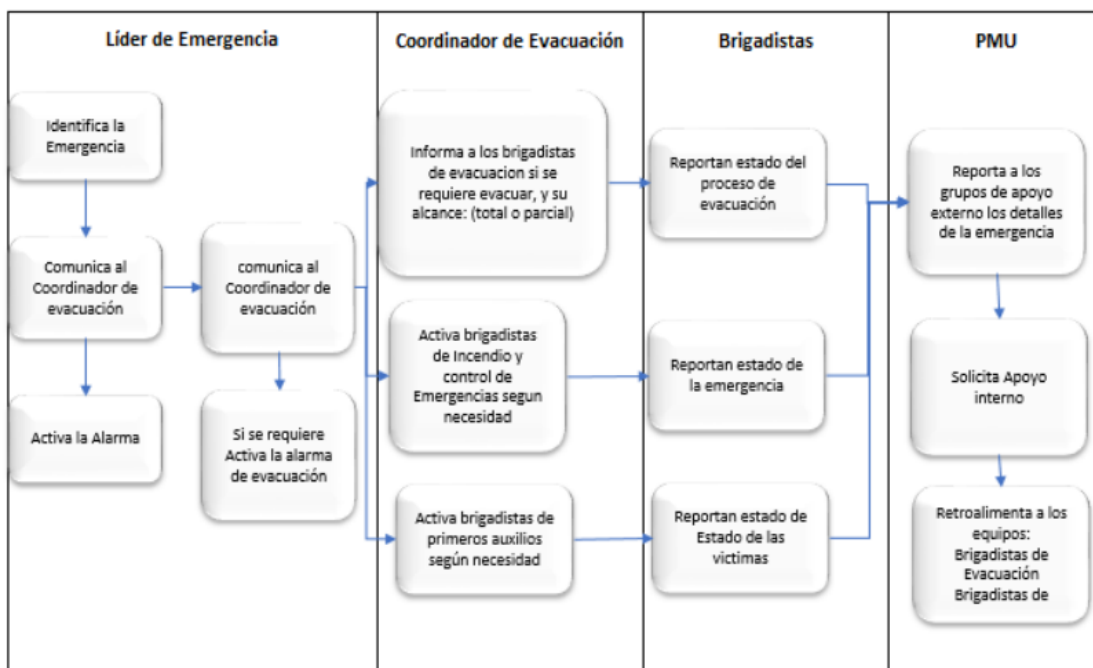 Líder de Emergencia
Coordinador de Evacuación
Brigadistas
PMU
Identifica la
Emergencia
Comunica al
Coordinador de
evacuación
Activa la Alarma
comunica al
Coordinador de
evacuación
Si se requiere
Activa la alarma
de evacuación
Informa a los brigadistas
de evacuacion si se
requiere evacuar, y su
alcance: (total o parcial)
Activa brigadistas
de Incendio y
control de
Emergencias segun
necesidad
Activa brigadistas de
primeros auxilios
según necesidad
Reportan estado del
proceso de
evacuación
Reportan estado de
la emergencia
Reportan estado de
Estado de las
victimas
Reporta a los
grupos de apoyo
externo los detalles
de la emergencia
Solicita Apoyo
interno
Retroalimenta a los
equipos:
Brigadistas de
Evacuación
Brigadistas de